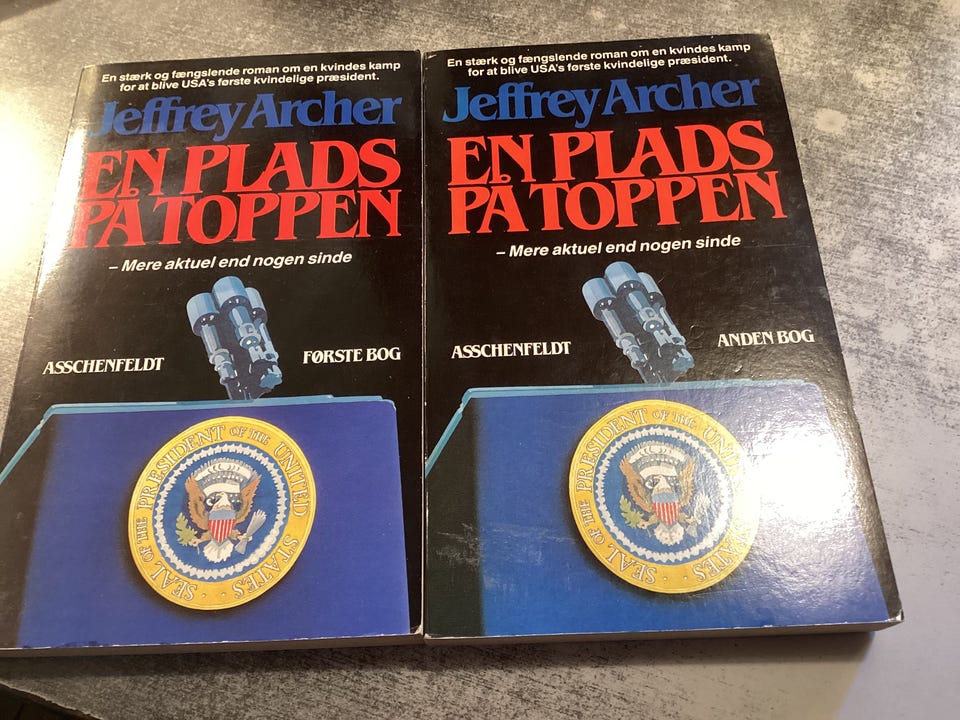 En stærk og fængslende roman om en kvindes kamp
for at blive USA's første kvindelige præsident.
Jeffrey Archer
EN PLADS
PÅ TOPPEN
– Mere aktuel end nogen sinde
ASSCHENFELDT
FØRSTE BOG
SEAL OF THE PRESIDENT OF THE UNITED STATES
En stærk og fængslende roman om en kvindes kamp
for at blive USA's første kvindelige præsident.
Jeffrey Archer
EN PLADS
PÅ TOPPEN
– Mere aktuel end nogen sinde
ASSCHENFELDT
ANDEN BOG
SEAL OF THE PRESIDENT OF THE UNITED STATES